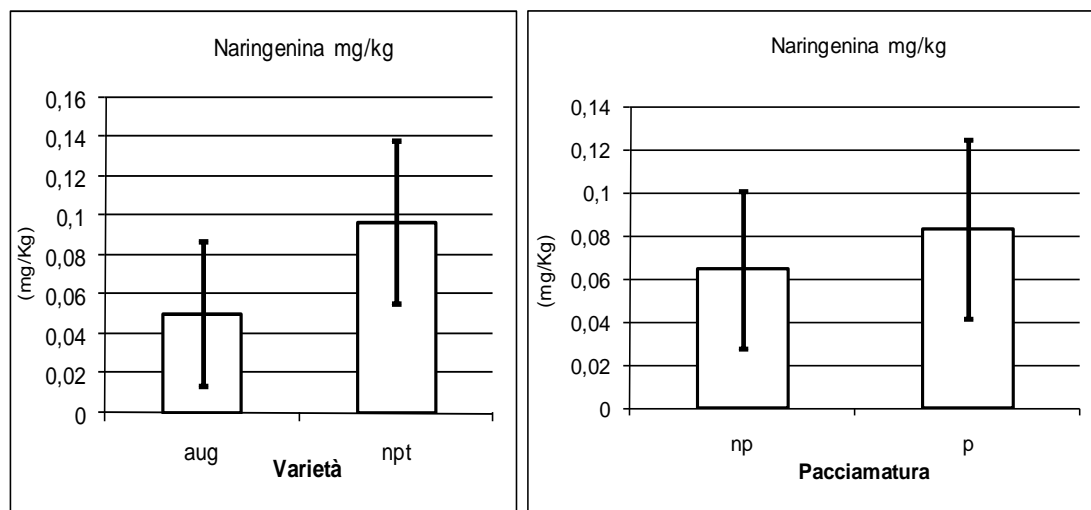 Naringenina mg/kg
0,16
0,14
0,12
0,1
0,08
0,06
0,04
0,02
0
(mg/Kg)
aug
npt
Varietà
Naringenina mg/kg
0,14
0,12
0,1
0,08
0,06
0,04
0,02
0
(mg/Kg)
np
p
Pacciamatura